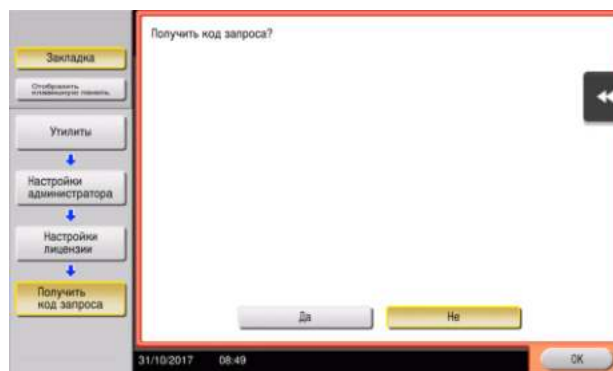 Получить код запроса?
Закладка
Отобразить
клавишную панель.
Утилиты
Настройки
администратора
Настройки
лицензии
Получить
код запроса
Да
Не
31/10/2017 08:49
OK